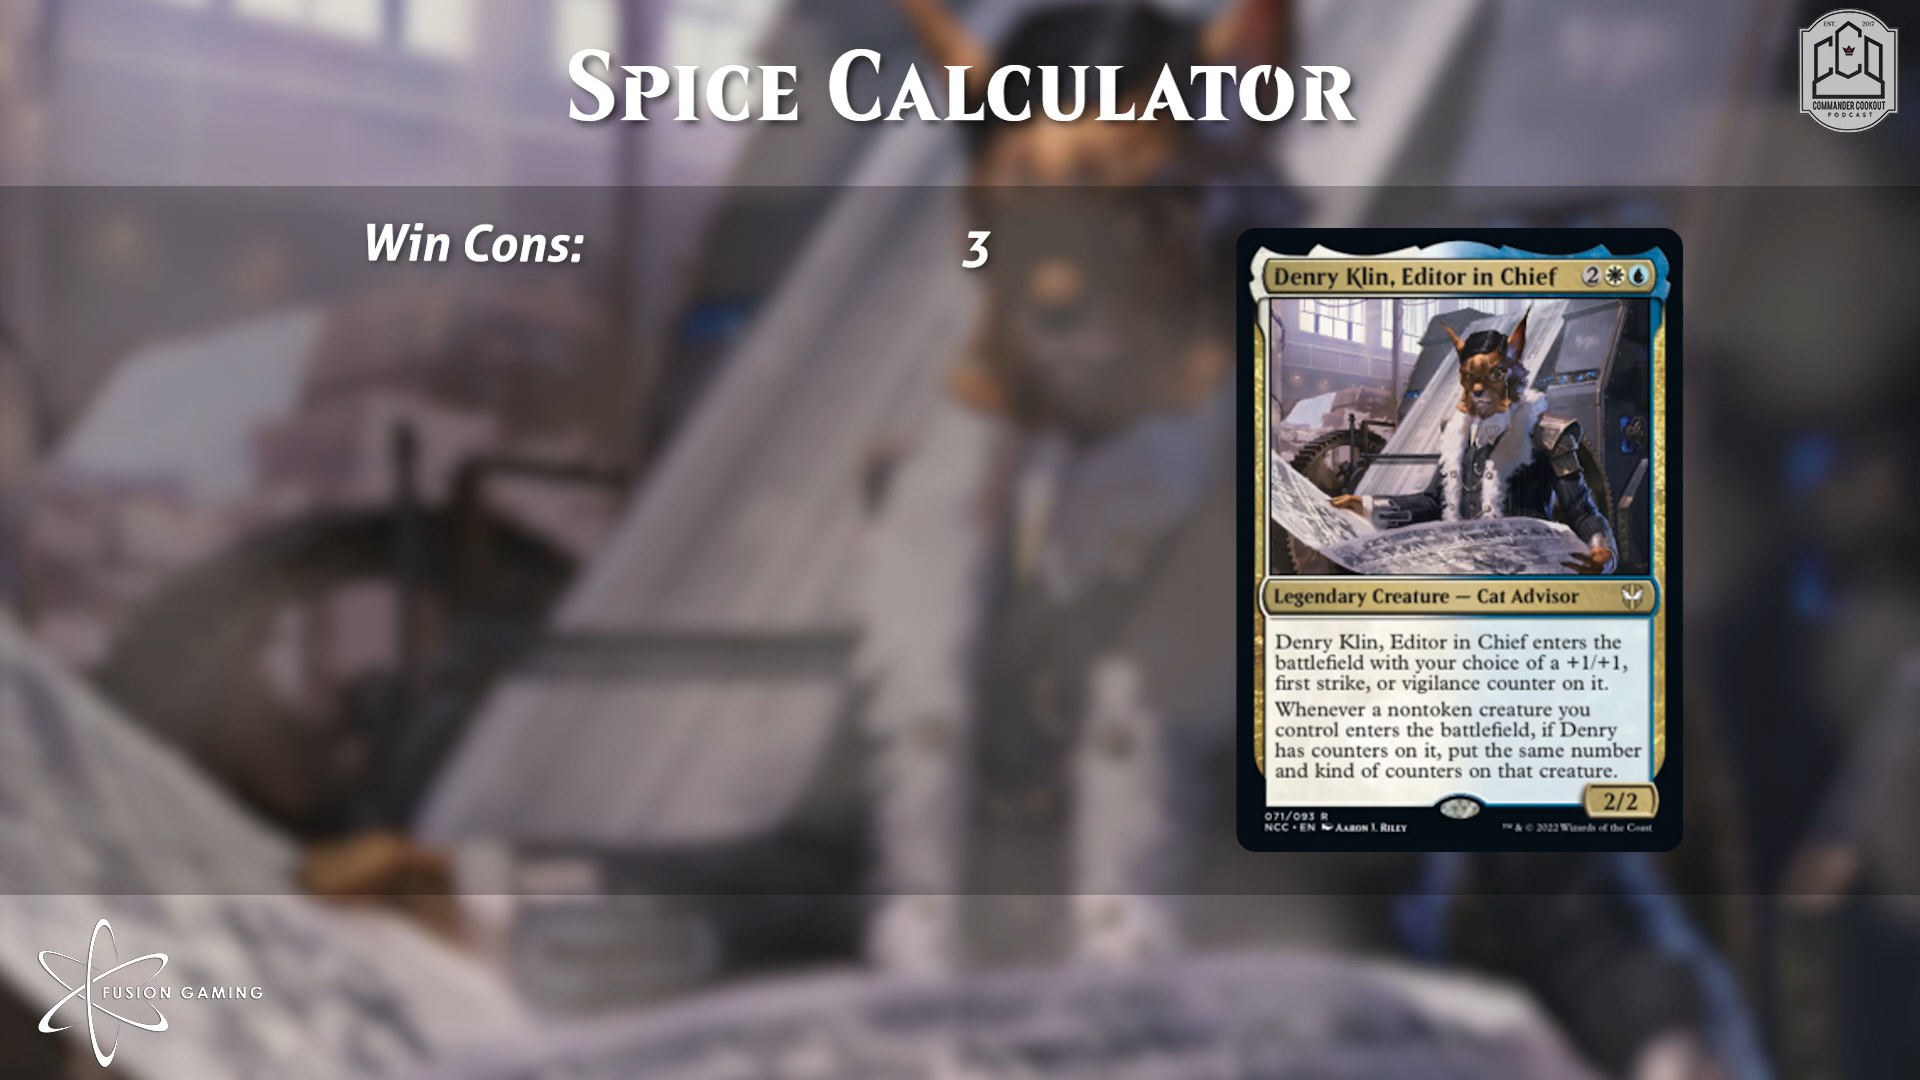 Spice Calculator
EST. 2017
CCO
COMMANDER COOKOUT
PODCAST
Win Cons: 3
Denry Klin, Editor in Chief 2
Legendary Creature — Cat Advisor
Denry Klin, Editor in Chief enters the
battlefield with your choice of a +1/+1,
first strike, or vigilance counter on it.
Whenever a nontoken creature you
control enters the battlefield, if Denry
has counters on it, put the same number
and kind of counters on that creature.
2/2
071/093 R
NCC • EN Aaron J. Riley
™ & © 2022 Wizards of the Coast
FUSION GAMING